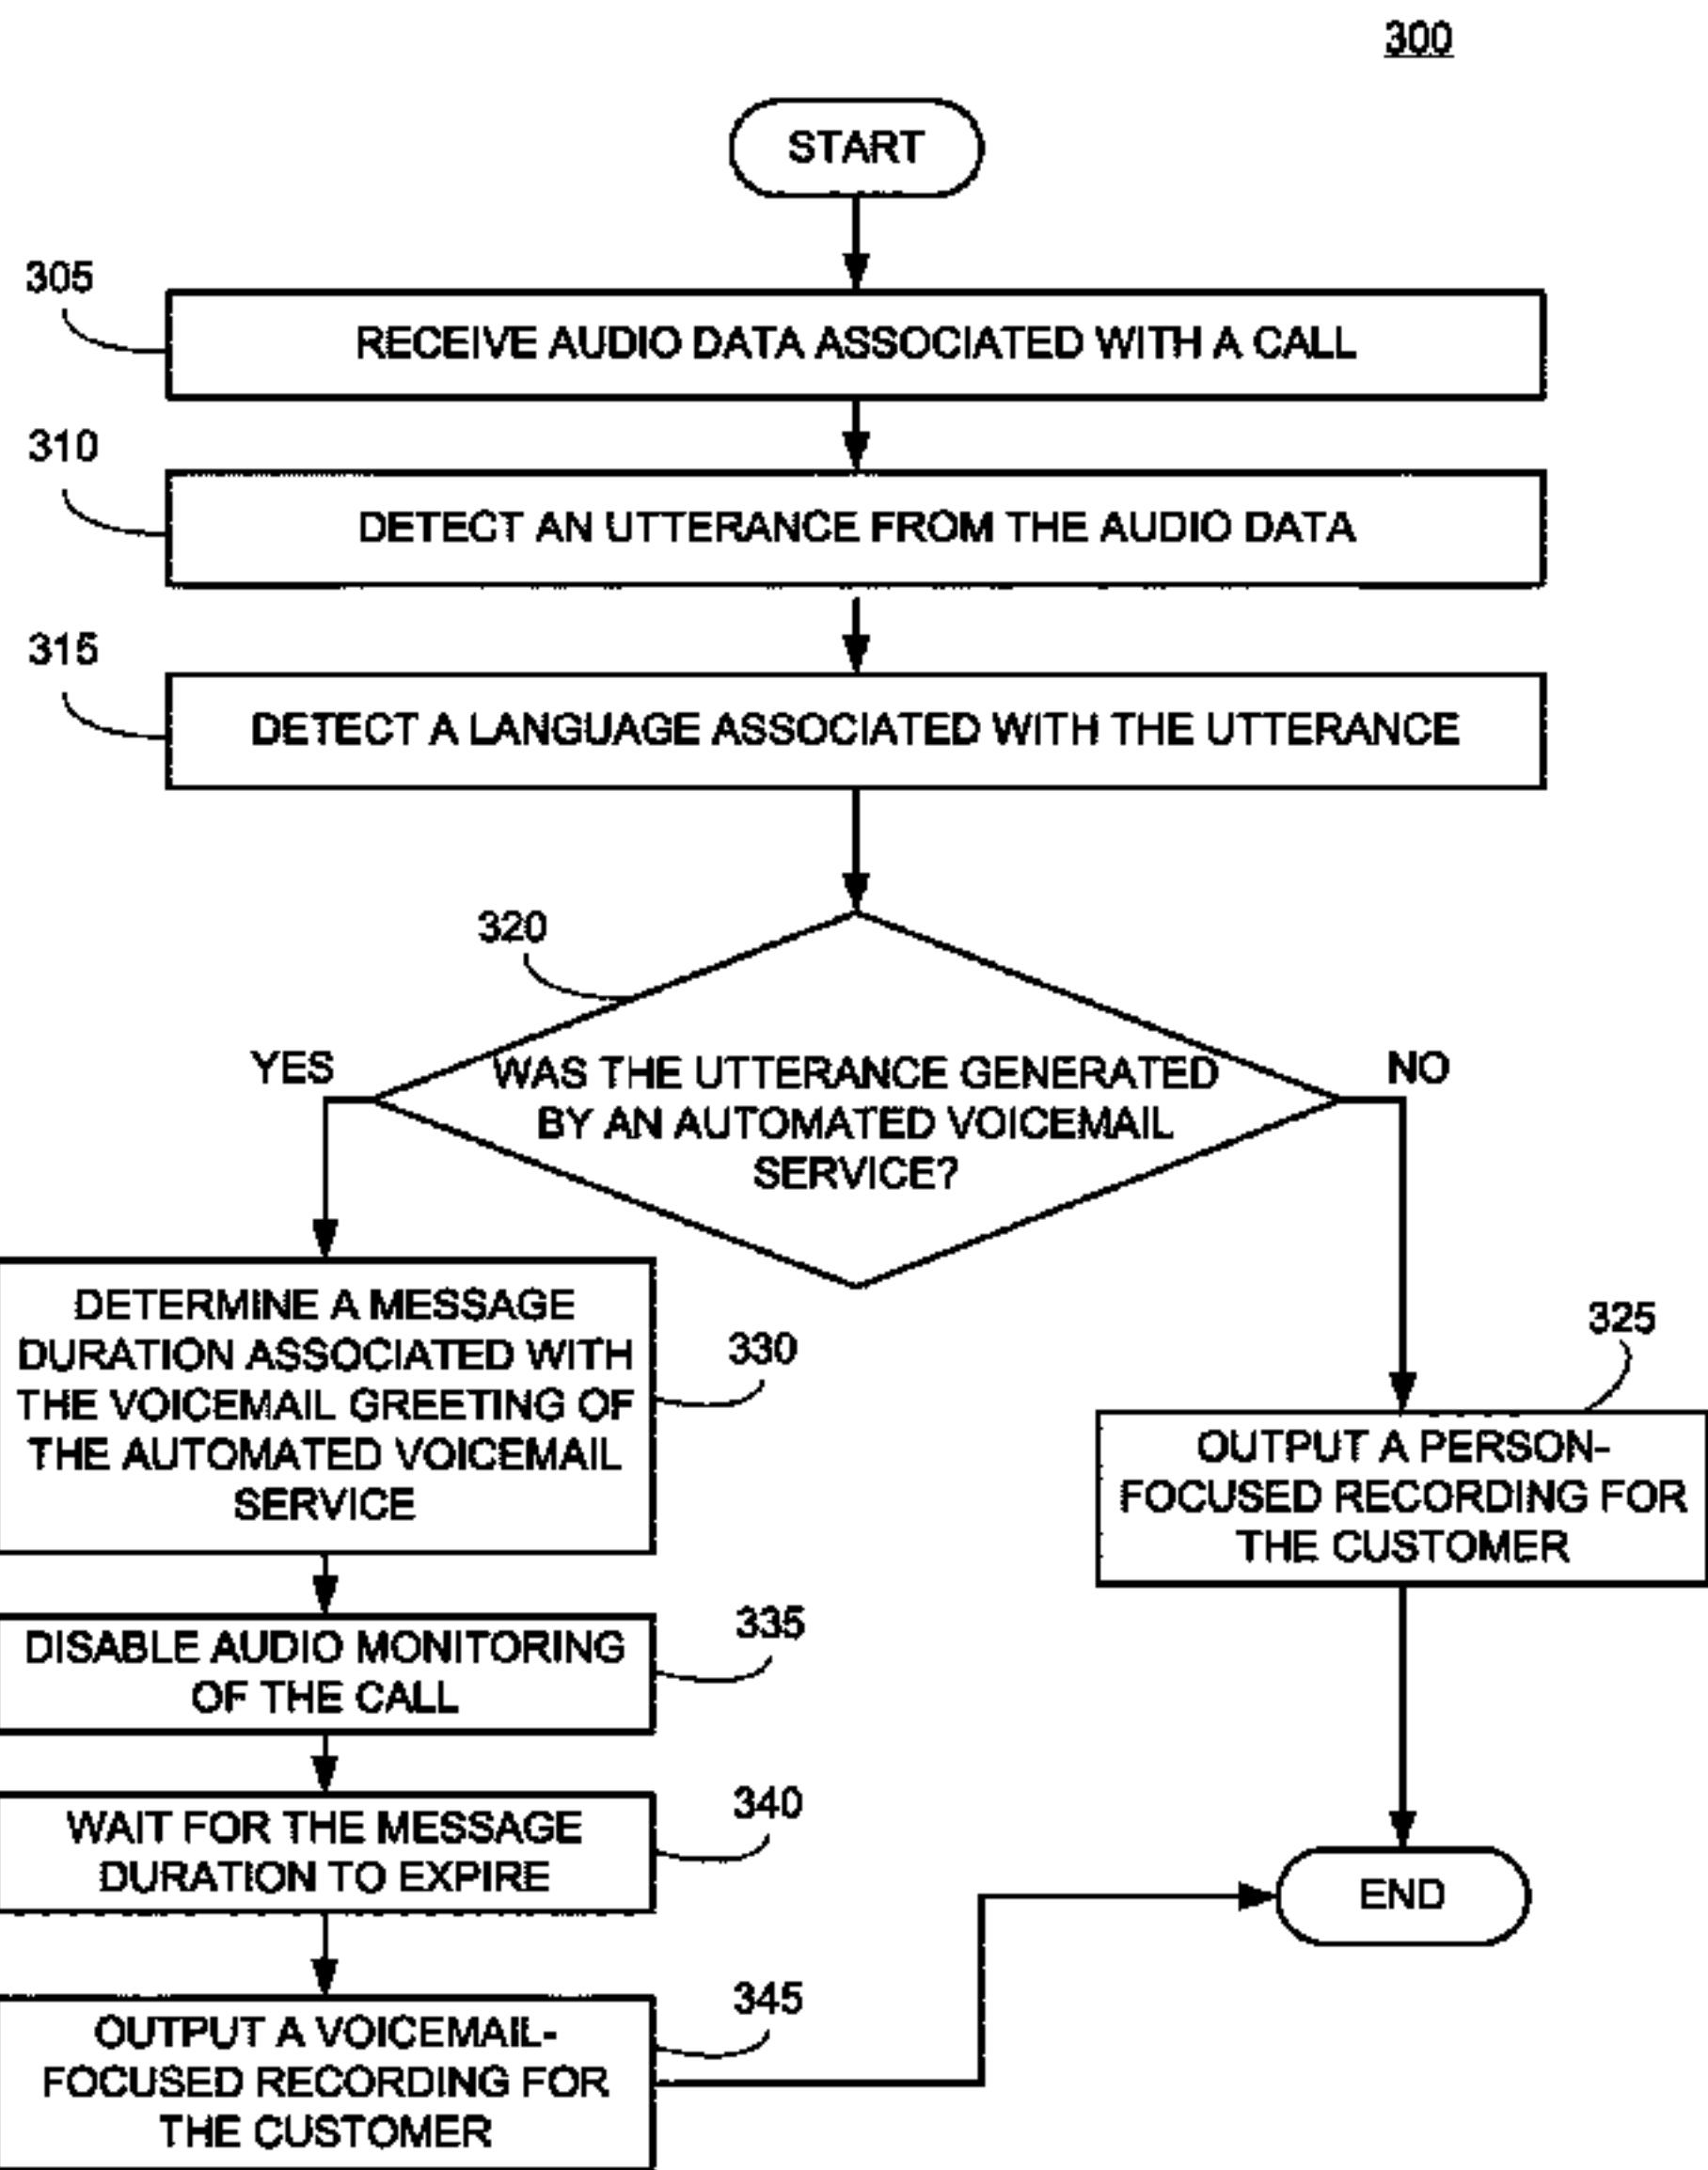 300
START
305
RECEIVE AUDIO DATA ASSOCIATED WITH A CALL
310
DETECT AN UTTERANCE FROM THE AUDIO DATA
315
DETECT A LANGUAGE ASSOCIATED WITH THE UTTERANCE
320
YES
WAS THE UTTERANCE GENERATED
BY AN AUTOMATED VOICEMAIL
SERVICE?
NO
DETERMINE A MESSAGE
DURATION ASSOCIATED WITH
THE VOICEMAIL GREETING OF
THE AUTOMATED VOICEMAIL
SERVICE
330
325
OUTPUT A PERSON-
FOCUSED RECORDING FOR
THE CUSTOMER
DISABLE AUDIO MONITORING
OF THE CALL
335
WAIT FOR THE MESSAGE
DURATION TO EXPIRE
340
END
OUTPUT A VOICEMAIL-
FOCUSED RECORDING FOR
THE CUSTOMER
345